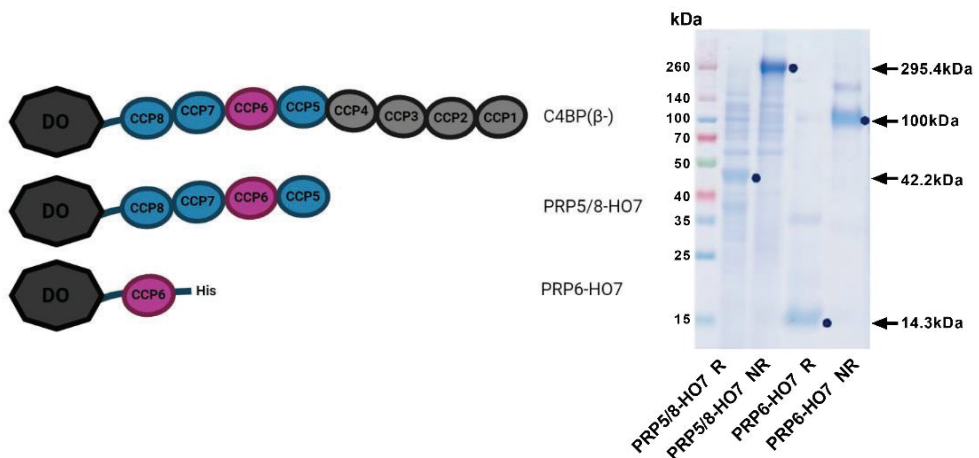 DO CCP8 CCP7 CCP6 CCP5 CCP4 CCP3 CCP2 CCP1 C4BP(β-)
DO CCP8 CCP7 CCP6 CCP5 PRP5/8-HO7
DO CCP6 His PRP6-HO7
kDa
260
140
100
70
50
40
35
25
15
295.4kDa
100kDa
42.2kDa
14.3kDa
PRP5/8-HO7 R
PRP5/8-HO7 NR
PRP6-HO7 R
PRP6-HO7 NR